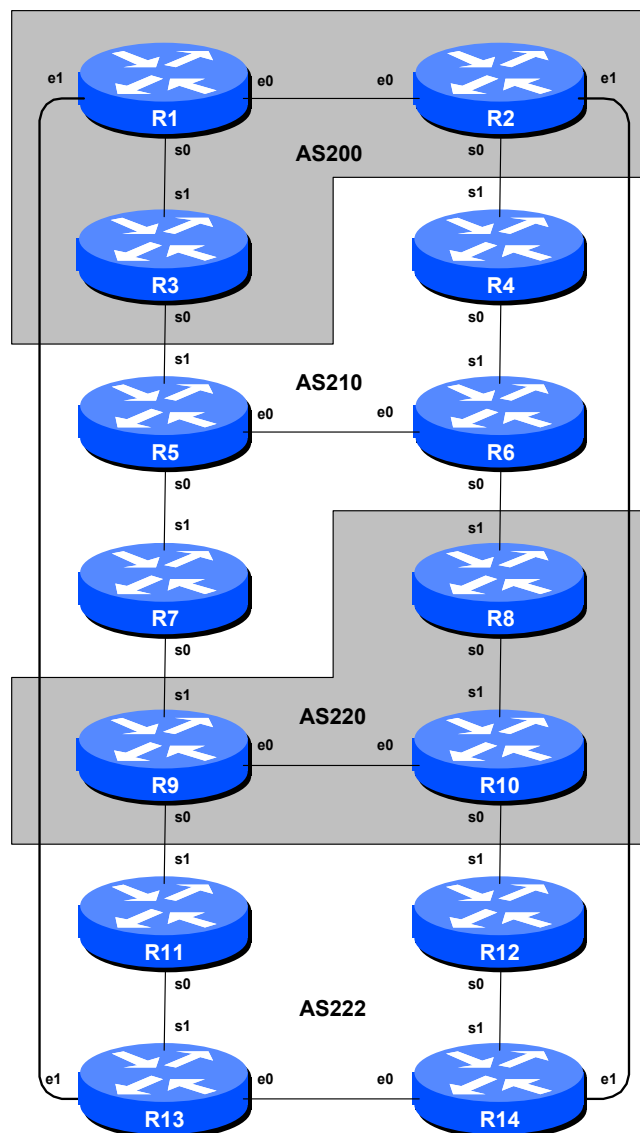 e1 e0 e0 e1
R1 R2
s0 AS200 s0
s1 s1
R3 R4
s0 s0
s1 AS210 s1
e0 e0
R5 R6
s0 s0
s1 s1
R7 R8
s0 s0
s1 AS220 s1
e0 e0
R9 R10
s0 s0
s1 s1
R11 R12
s0 s0
s1 AS222 s1
e1 e0 e0 e1
R13 R14